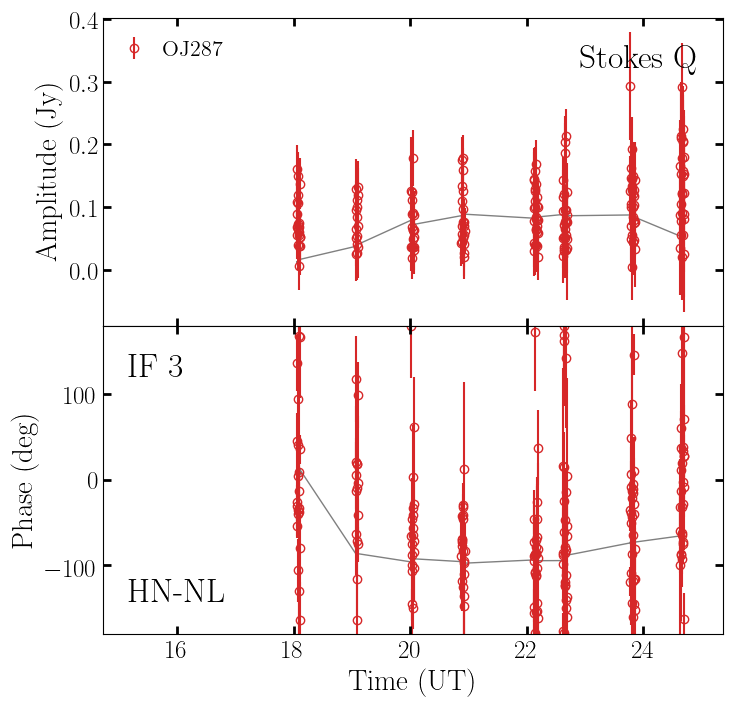 0.4
OJ287
Stokes Q
0.3
0.2
0.1
0.0
Amplitude (Jy)
IF 3
100
0
−100
Phase (deg)
HN-NL
16 18 20 22 24
Time (UT)